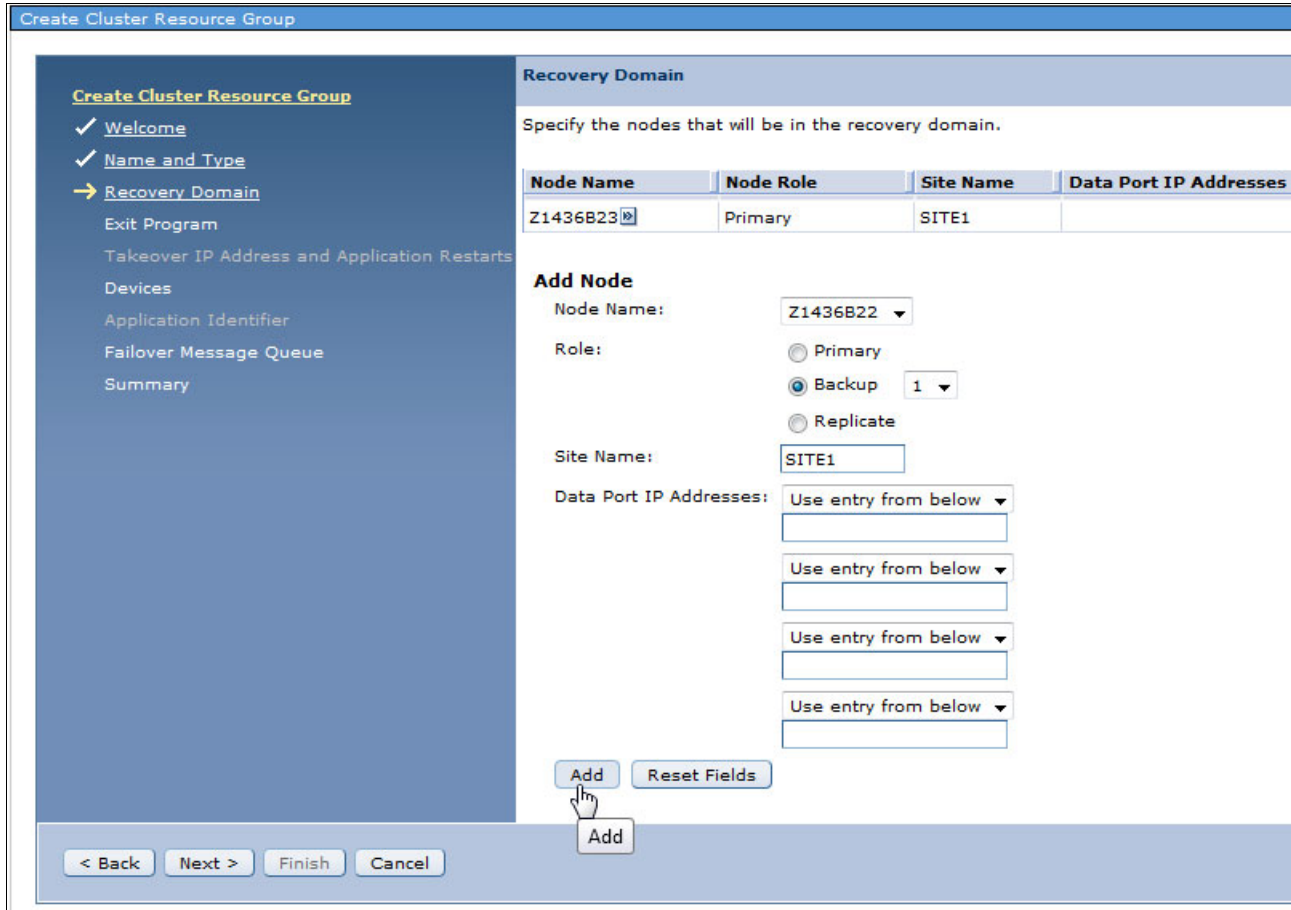 Create Cluster Resource Group
Create Cluster Resource Group
Welcome
Name and Type
Recovery Domain
Exit Program
Takeover IP Address and Application Restarts
Devices
Application Identifier
Failover Message Queue
Summary
Recovery Domain
Specify the nodes that will be in the recovery domain.
Node Name Node Role Site Name Data Port IP Addresses
Z1436B23 Primary SITE1
Add Node
Node Name: Z1436B22
Role: Primary
Backup 1
Replicate
Site Name: SITE1
Data Port IP Addresses: Use entry from below
Use entry from below
Use entry from below
Use entry from below
Add Reset Fields
Add
< Back Next > Finish Cancel